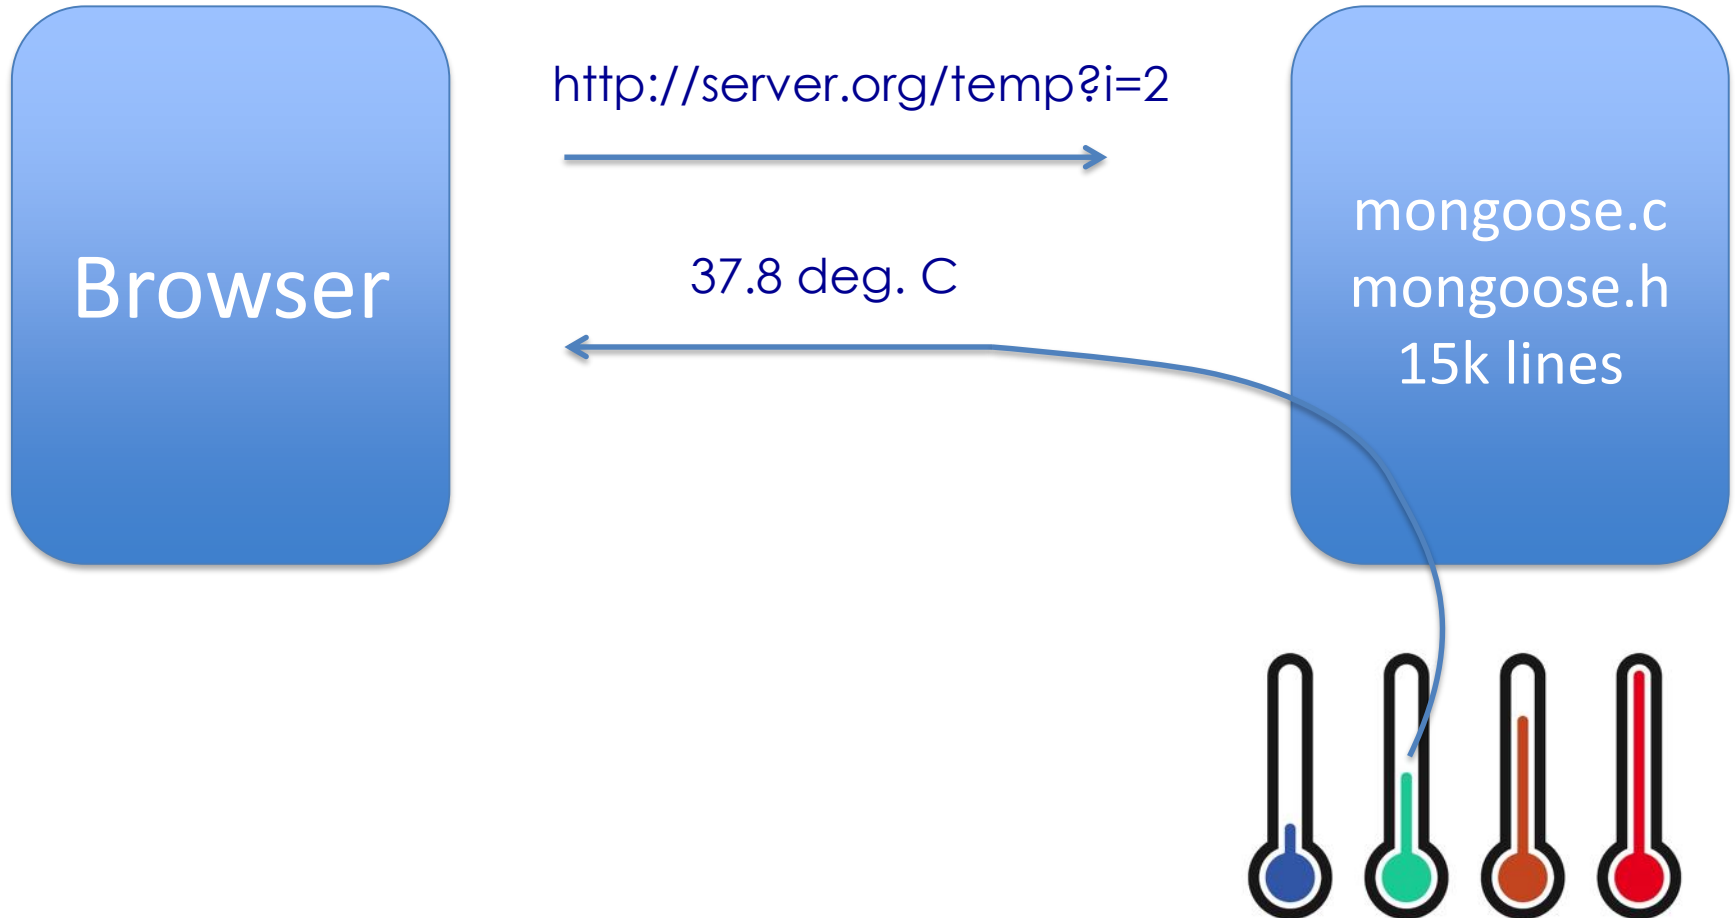 Browser
http://server.org/temp?i=2
37.8 deg. C
mongoose.c
mongoose.h
15k lines